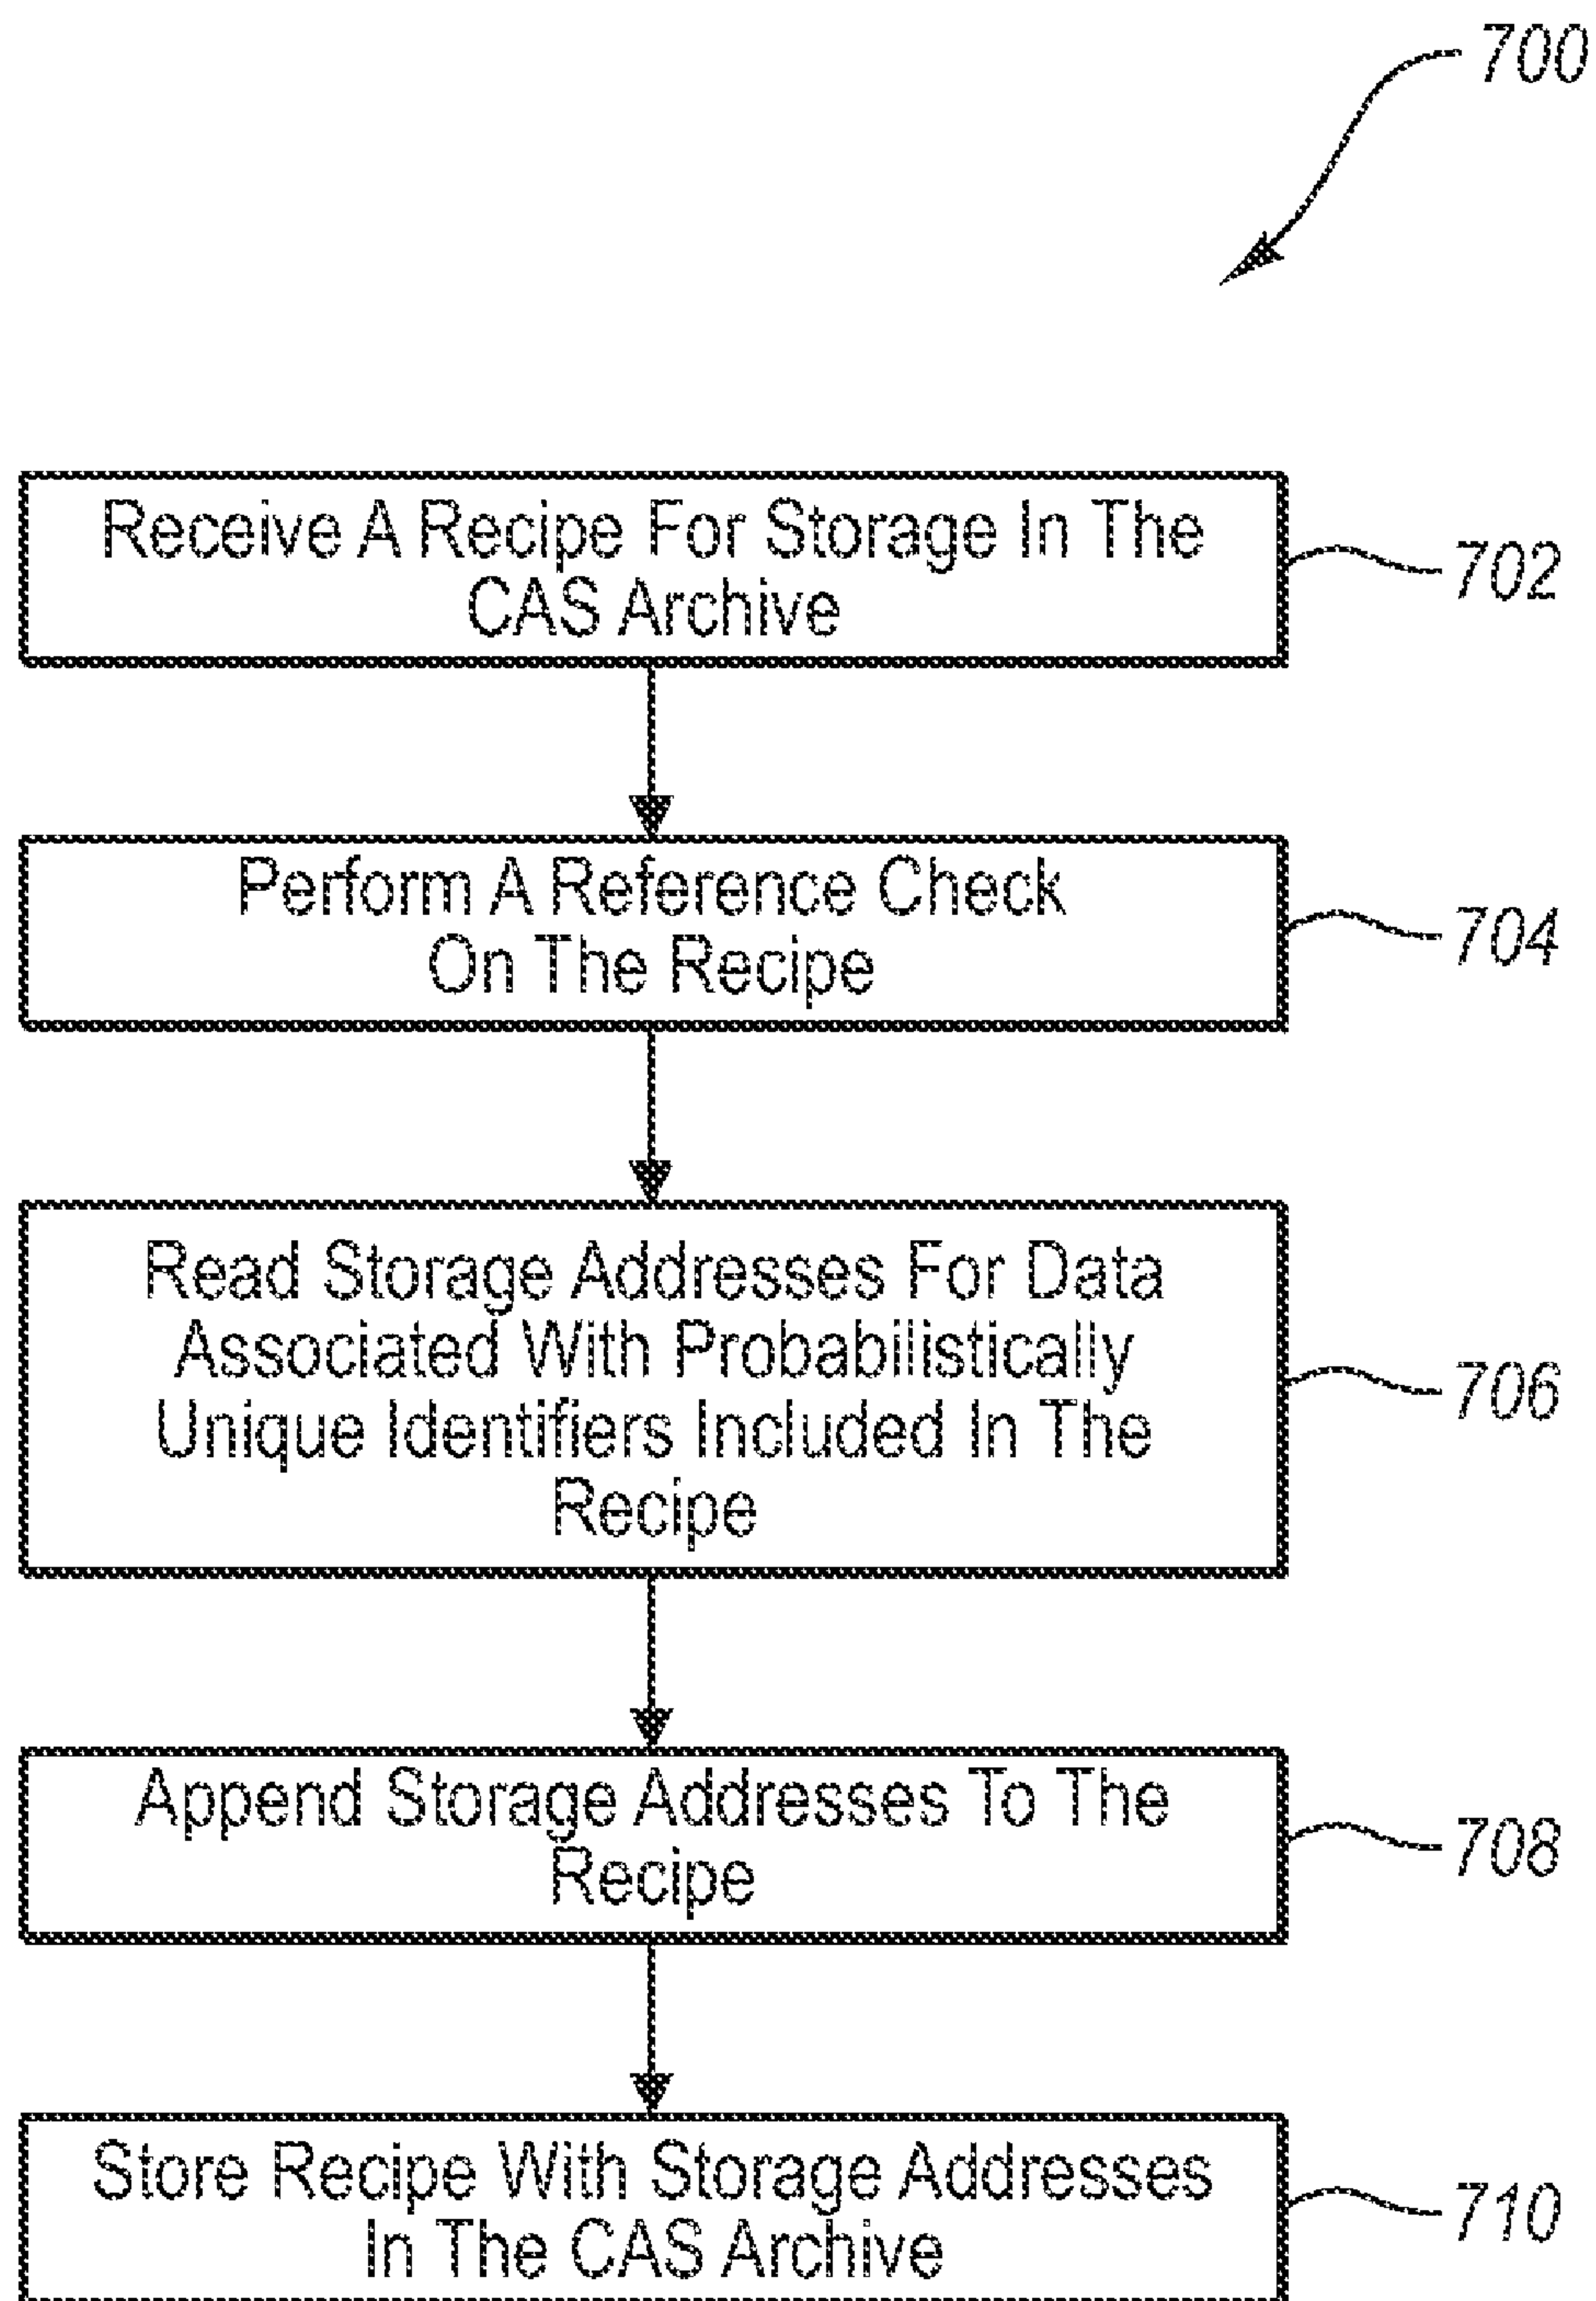 700
Receive A Recipe For Storage In The
CAS Archive
702
Perform A Reference Check
On The Recipe
704
Read Storage Addresses For Data
Associated With Probabilistically
Unique Identifiers Included In The
Recipe
706
Append Storage Addresses To The
Recipe
708
Store Recipe With Storage Addresses
In The CAS Archive
710